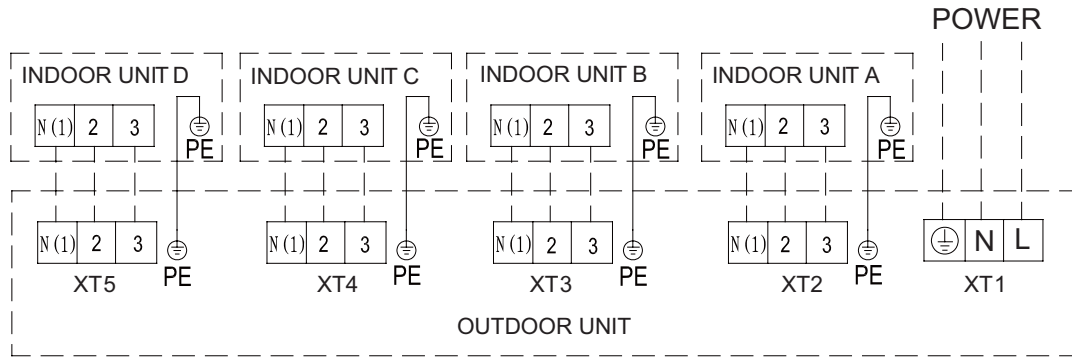 POWER
INDOOR UNIT D
INDOOR UNIT C
INDOOR UNIT B
INDOOR UNIT A
N(1) 2 3
PE
N(1) 2 3
PE
N(1) 2 3
PE
N(1) 2 3
PE
N(1) 2 3
PE
XT5
N(1) 2 3
PE
XT4
N(1) 2 3
PE
XT3
N(1) 2 3
PE
XT2
N L
XT1
OUTDOOR UNIT